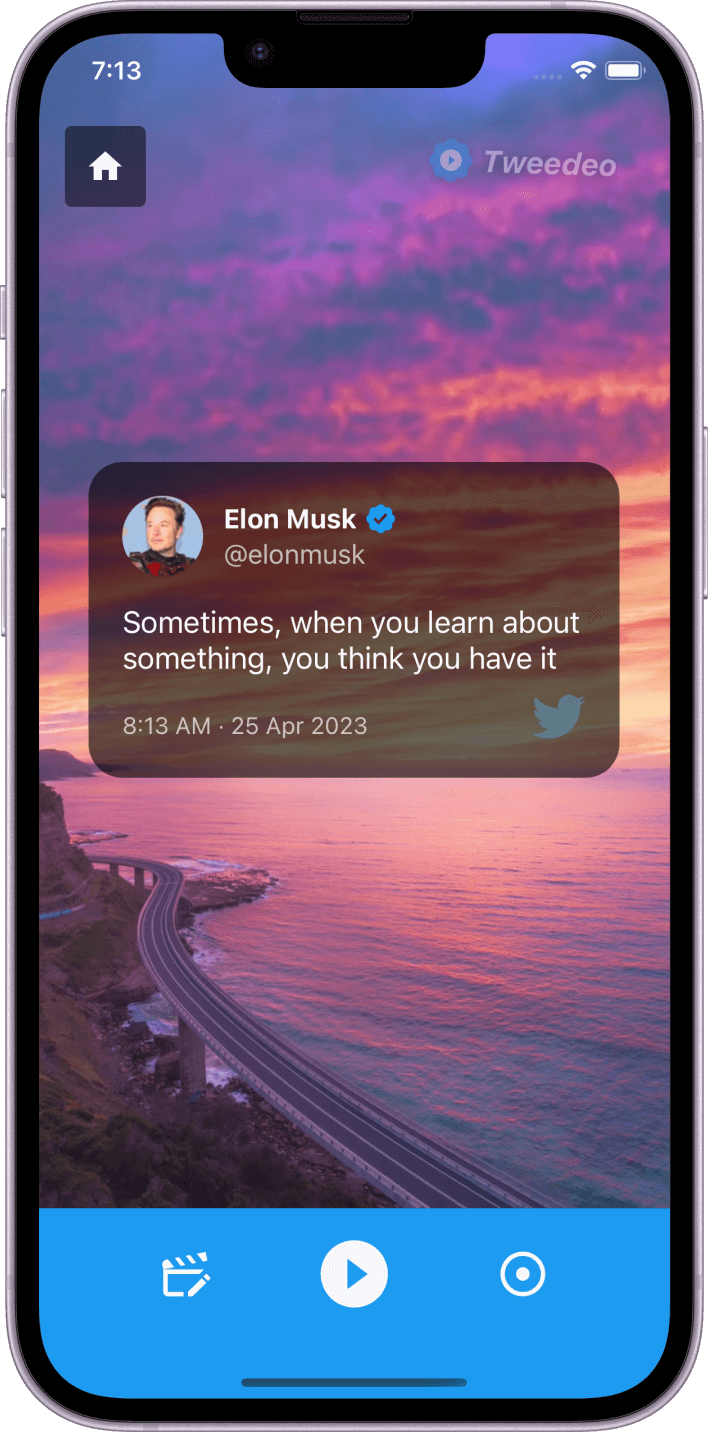 7:13
Tweedeo
Elon Musk
@elonmusk
Sometimes, when you learn about
something, you think you have it
8:13 AM · 25 Apr 2023